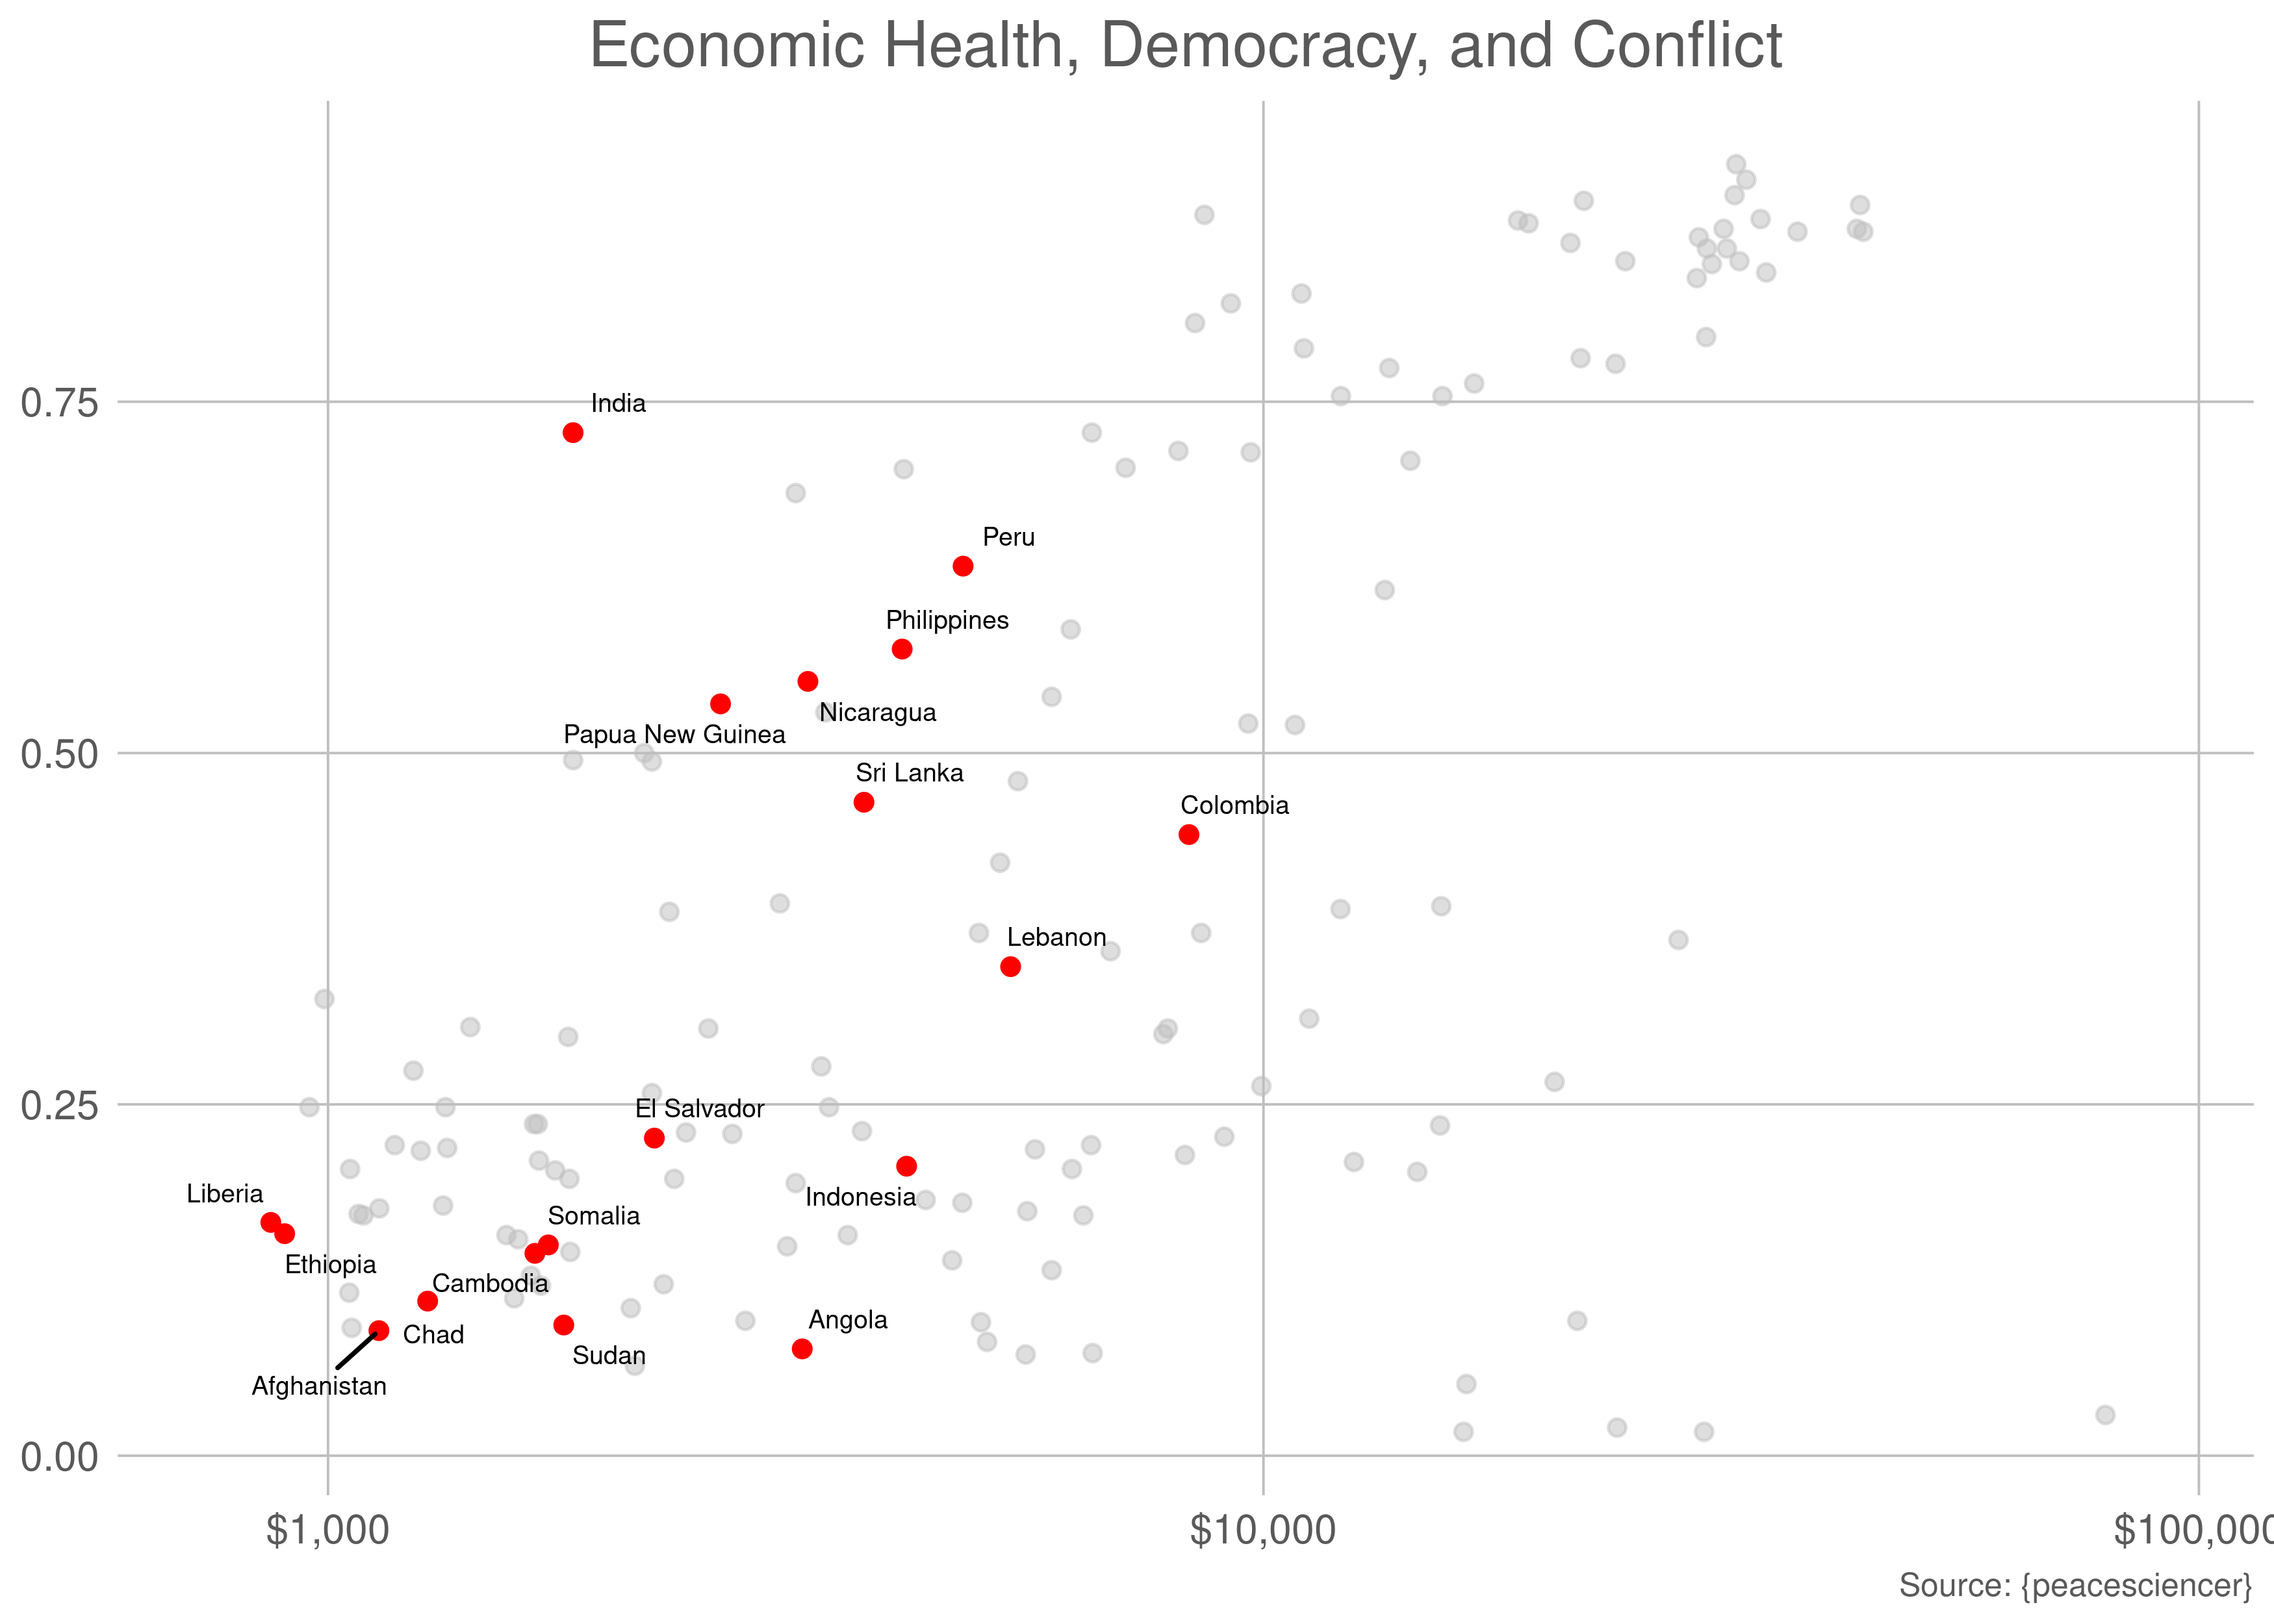 Economic Health, Democracy, and Conflict
0.75
India
Peru
Philippines
Nicaragua
Papua New Guinea
0.50
Sri Lanka
Colombia
Lebanon
0.25
El Salvador
Liberia
Indonesia
Somalia
Ethiopia
Cambodia
Angola
Chad
Sudan
Afghanistan
0.00
$1,000
$10,000
$100,000
Source: {peacesciencer}